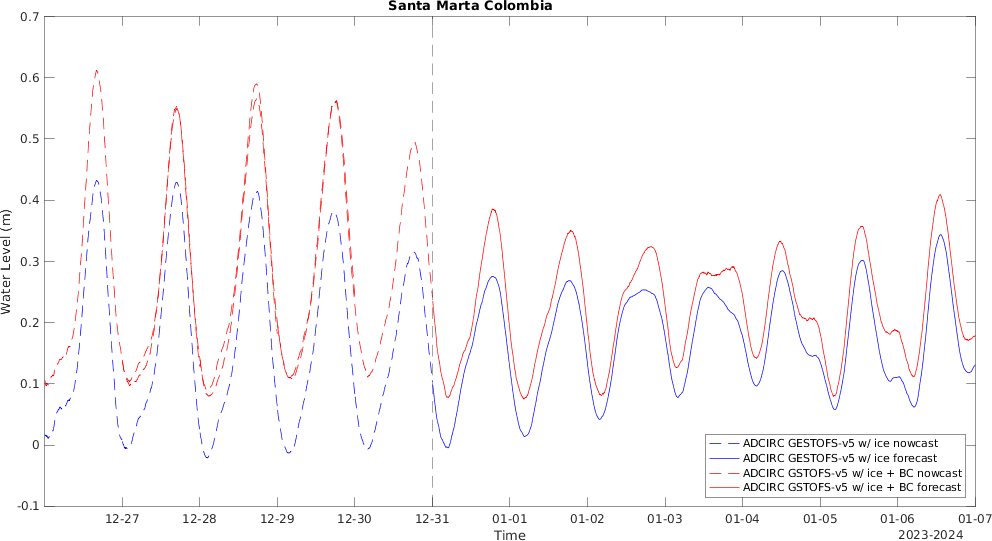 Santa Marta Colombia
0.7
0.6
0.5
0.4
0.3
0.2
0.1
0
-0.1
Water Level (m)
12-27 12-28 12-29 12-30 12-31 01-01 01-02 01-03 01-04 01-05 01-06 01-07
Time
2023-2024
ADCIRC GESTOFS-v5 w/ ice nowcast
ADCIRC GESTOFS-v5 w/ ice forecast
ADCIRC GSTOFS-v5 w/ ice + BC nowcast
ADCIRC GSTOFS-v5 w/ ice + BC forecast